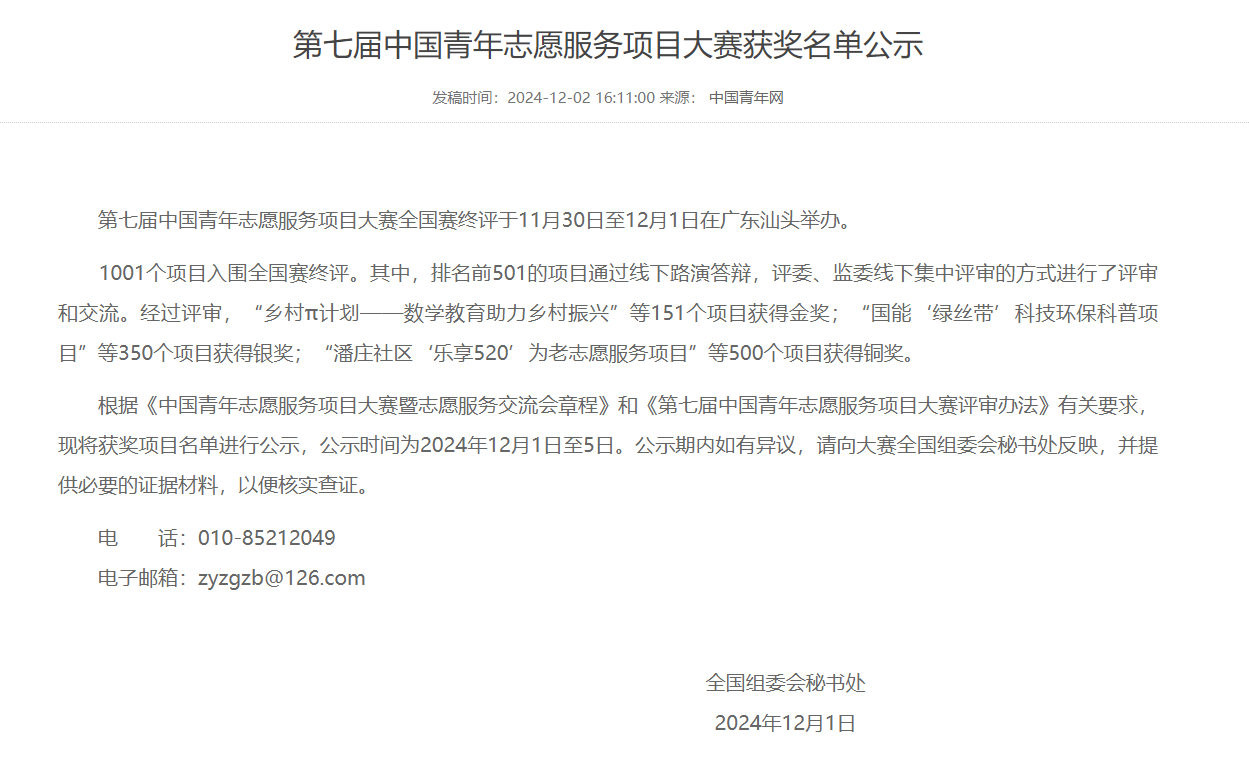 第七届中国青年志愿服务项目大赛获奖名单公示
发稿时间：2024-12-02 16:11:00 来源： 中国青年网
第七届中国青年志愿服务项目大赛全国赛终评于11月30日至12月1日在广东汕头举办。
1001个项目入围全国赛终评。其中，排名前501的项目通过线下路演答辩，评委、监委线下集中评审的方式进行了评审
和交流。经过评审，“乡村π计划——数学教育助力乡村振兴”等151个项目获得金奖；“国能‘绿丝带’科技环保科普项
目”等350个项目获得银奖；“潘庄社区‘乐享520’为老志愿服务项目”等500个项目获得铜奖。
根据《中国青年志愿服务项目大赛暨志愿服务交流会章程》和《第七届中国青年志愿服务项目大赛评审办法》有关要求，
现将获奖项目名单进行公示，公示时间为2024年12月1日至5日。公示期内如有异议，请向大赛全国组委会秘书处反映，并提
供必要的证据材料，以便核实查证。
电　　话：010-85212049
电子邮箱：zyzgzb@126.com
全国组委会秘书处
2024年12月1日